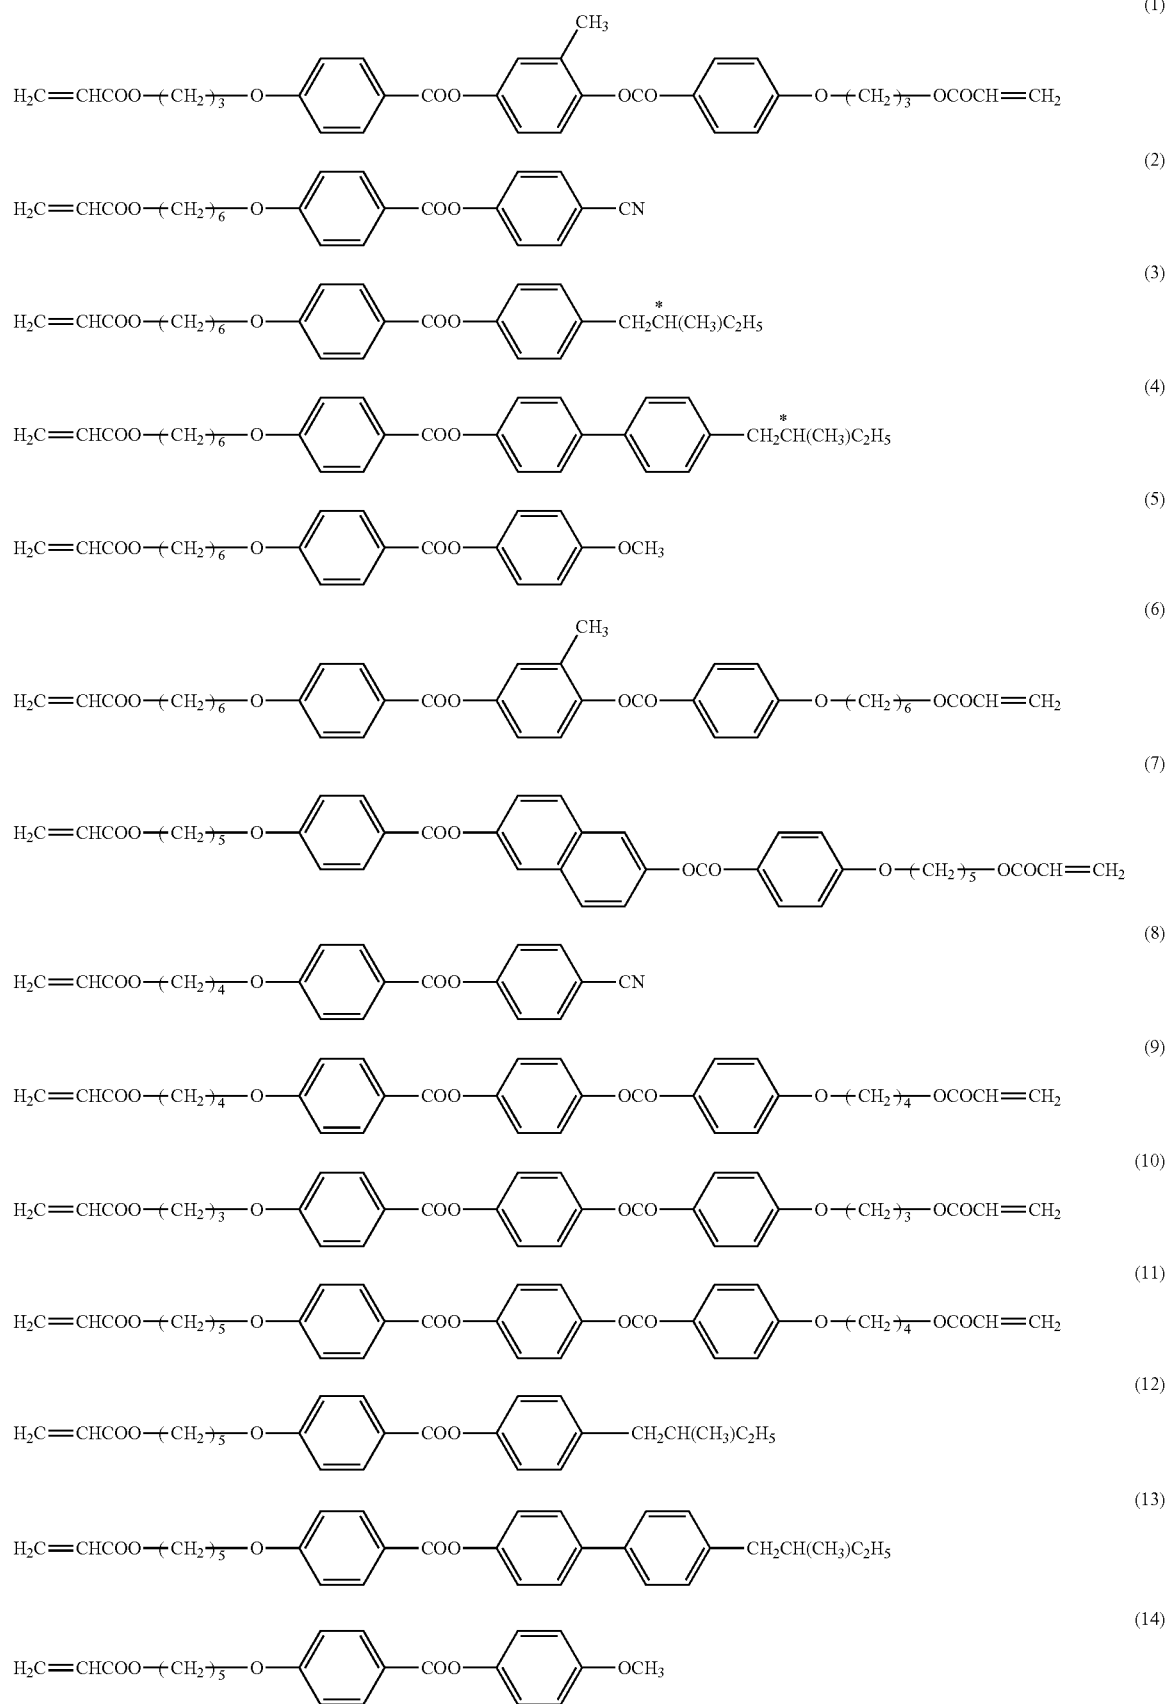 (1)
CH3
H2C=CHCOO-(CH2)3-O-COO-OCO-O-(CH2)3-OCOCH=CH2
(2)
H2C=CHCOO-(CH2)6-O-COO-CN
(3)
*
H2C=CHCOO-(CH2)6-O-COO-CH2CH(CH3)C2H5
(4)
*
H2C=CHCOO-(CH2)6-O-COO-CH2CH(CH3)C2H5
(5)
H2C=CHCOO-(CH2)6-O-COO-OCH3
(6)
CH3
H2C=CHCOO-(CH2)6-O-COO-OCO-O-(CH2)6-OCOCH=CH2
(7)
H2C=CHCOO-(CH2)5-O-COO-
-OCO-O-(CH2)5-OCOCH=CH2
(8)
H2C=CHCOO-(CH2)4-O-COO-CN
(9)
H2C=CHCOO-(CH2)4-O-COO-OCO-O-(CH2)4-OCOCH=CH2
(10)
H2C=CHCOO-(CH2)3-O-COO-OCO-O-(CH2)3-OCOCH=CH2
(11)
H2C=CHCOO-(CH2)5-O-COO-OCO-O-(CH2)4-OCOCH=CH2
(12)
H2C=CHCOO-(CH2)5-O-COO-CH2CH(CH3)C2H5
(13)
H2C=CHCOO-(CH2)5-O-COO-CH2CH(CH3)C2H5
(14)
H2C=CHCOO-(CH2)5-O-COO-OCH3